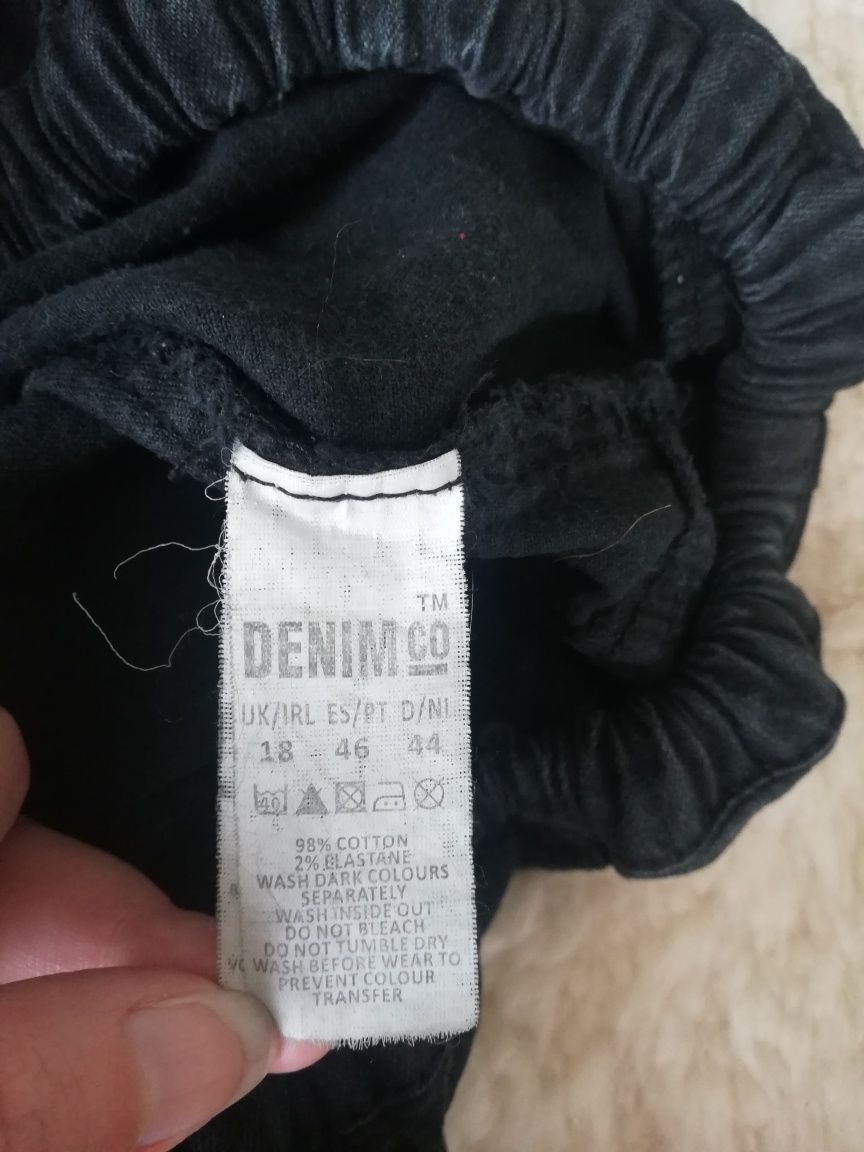 TM
DENIM CO
UK/IRL ES/PT D/NL
18 46 44
40
98% COTTON
2% ELASTANE
WASH DARK COLOURS
SEPARATELY
WASH INSIDE OUT
DO NOT BLEACH
DO NOT TUMBLE DRY
WASH BEFORE WEAR TO
PREVENT COLOUR
TRANSFER